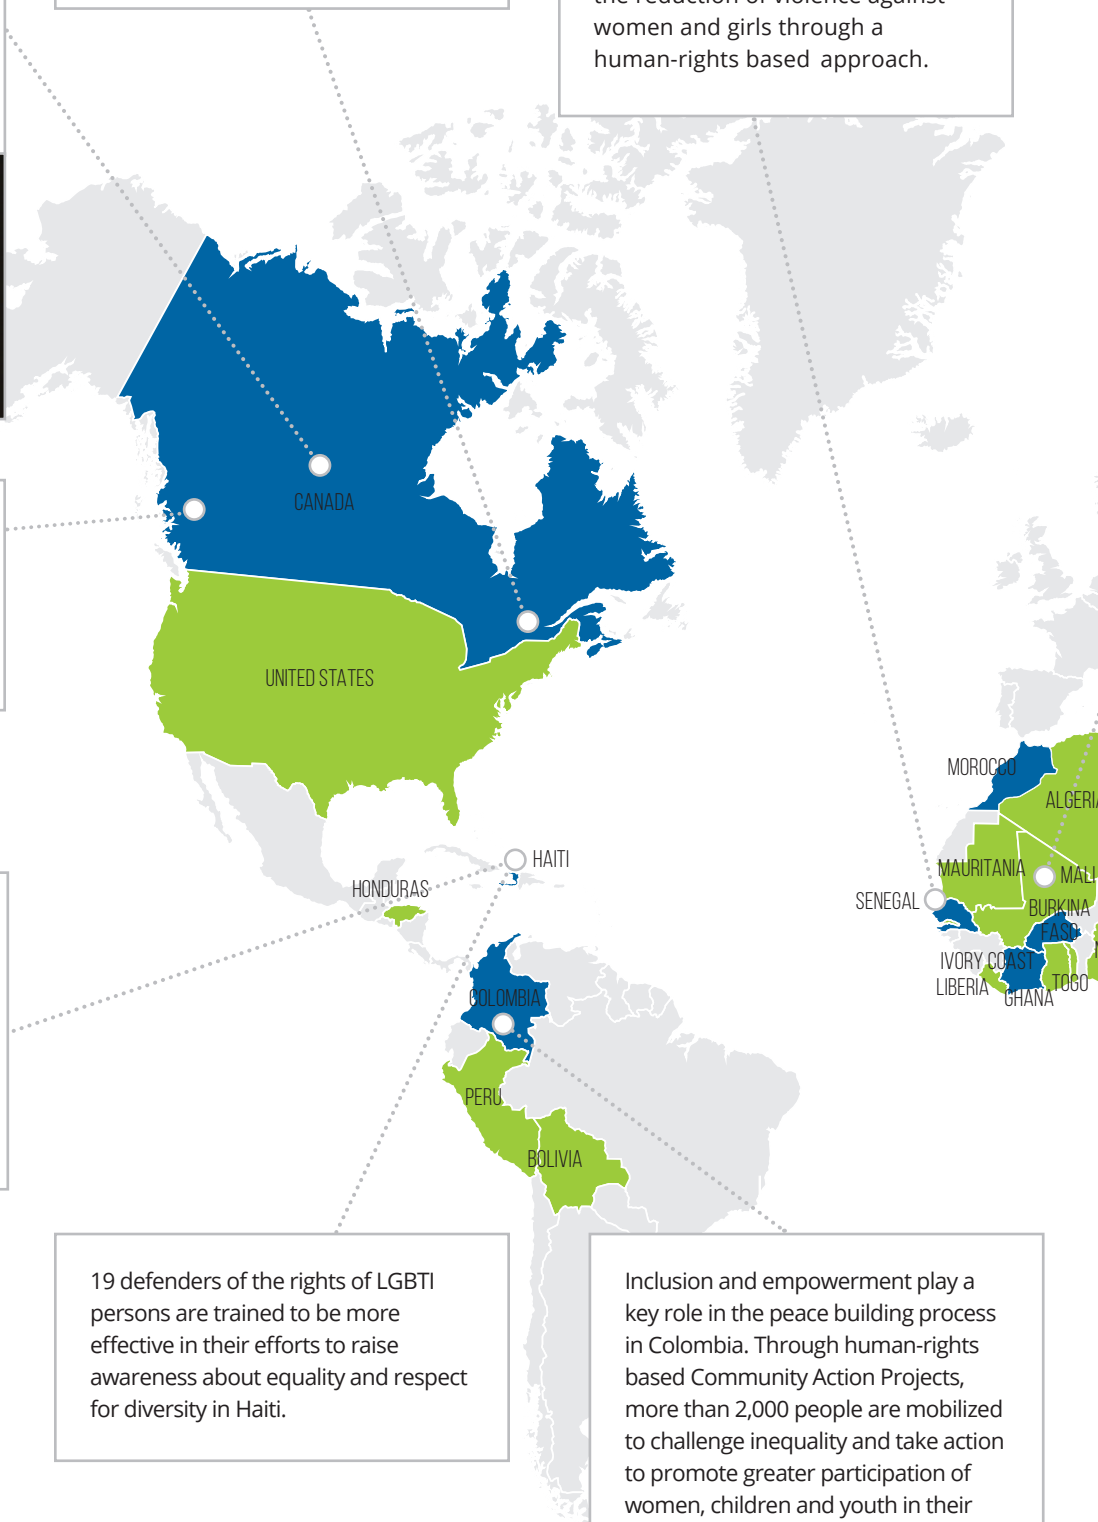 women and girls through a
human-rights based approach.
CANADA
UNITED STATES
MOROCCO
HAITI
MAURITANIA
MALI
HONDURAS
SENEGAL
BURKINA
FASO
IVORY COAST
LIBERIA
TOGO
GHANA
COLOMBIA
PERU
BOLIVIA
19 defenders of the rights of LGBTI
persons are trained to be more
effective in their efforts to raise
awareness about equality and respect
for diversity in Haiti.
Inclusion and empowerment play a
key role in the peace building process
in Colombia. Through human-rights
based Community Action Projects,
more than 2,000 people are mobilized
to challenge inequality and take action
to promote greater participation of
women, children and youth in their